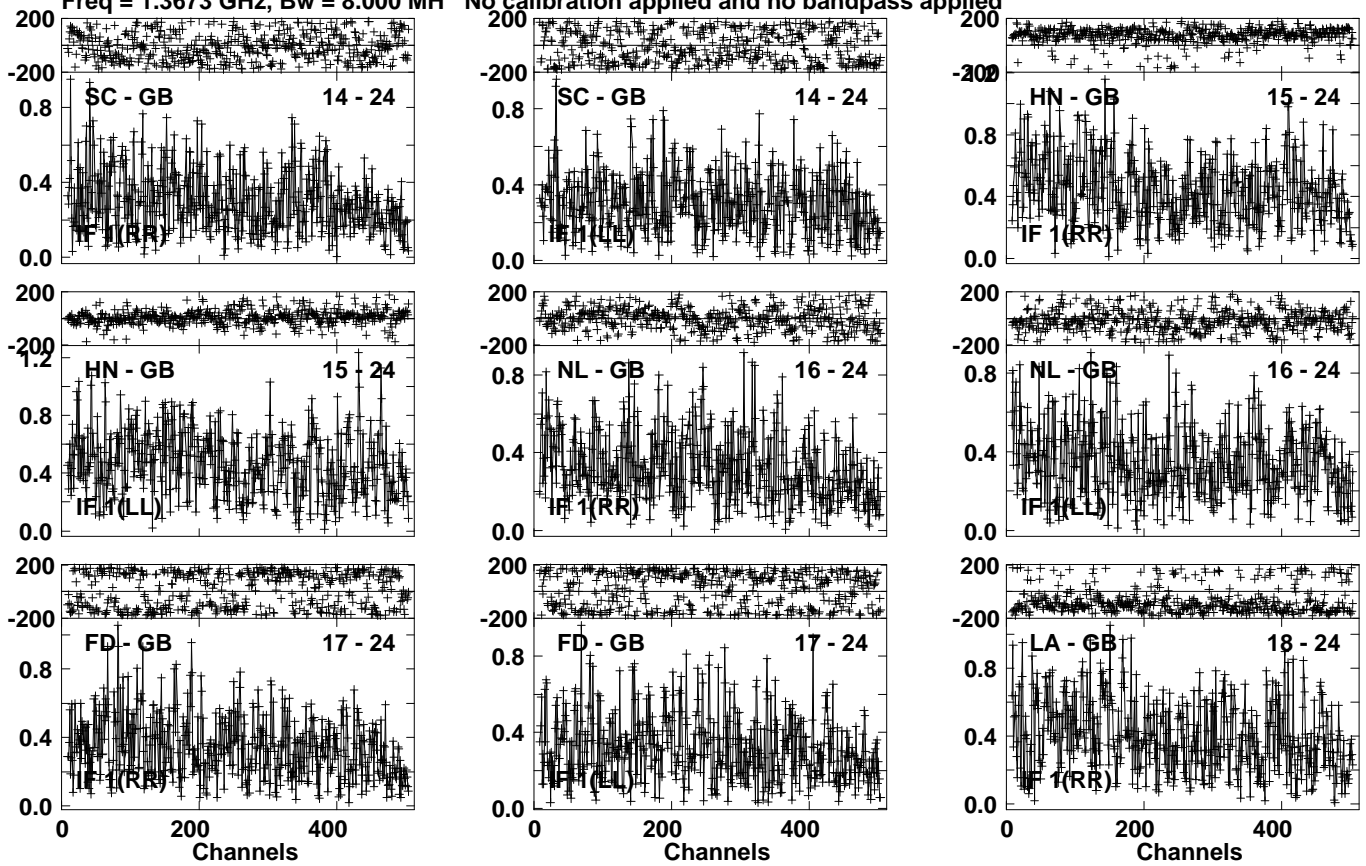 Freq = 1.3673 GHz, Bw = 8.000 MH No calibration applied and no bandpass applied
200
-200
SC - GB 14 - 24
0.8
0.4
IF 1(RR)
0.0
200
-200
SC - GB 14 - 24
0.8
0.4
IF 1(LL)
0.0
200
-200
1.2
HN - GB 15 - 24
0.8
0.4
IF 1(RR)
0.0
200
-200
1.2
HN - GB 15 - 24
0.8
0.4
IF 1(LL)
0.0
200
-200
NL - GB 16 - 24
0.8
0.4
IF 1(RR)
0.0
200
-200
NL - GB 16 - 24
0.8
0.4
IF 1(LL)
0.0
200
-200
FD - GB 17 - 24
0.8
0.4
IF 1(RR)
0.0
0 200 400
Channels
200
-200
FD - GB 17 - 24
0.8
0.4
IF 1(LL)
0.0
0 200 400
Channels
200
-200
LA - GB 18 - 24
0.8
0.4
IF 1(RR)
0.0
0 200 400
Channels